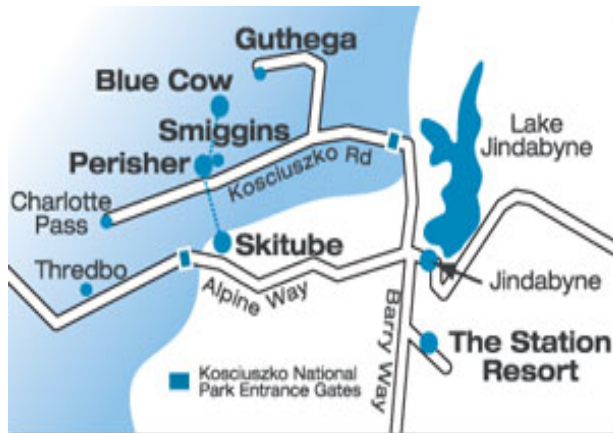 Guthega
Blue Cow
Smiggins
Perisher
Kosciuszko Rd
Lake
Jindabyne
Charlotte
Pass
Skitube
Thredbo
Alpine Way
Jindabyne
Barry Way
The Station
Resort
Kosciuszko National
Park Entrance Gates